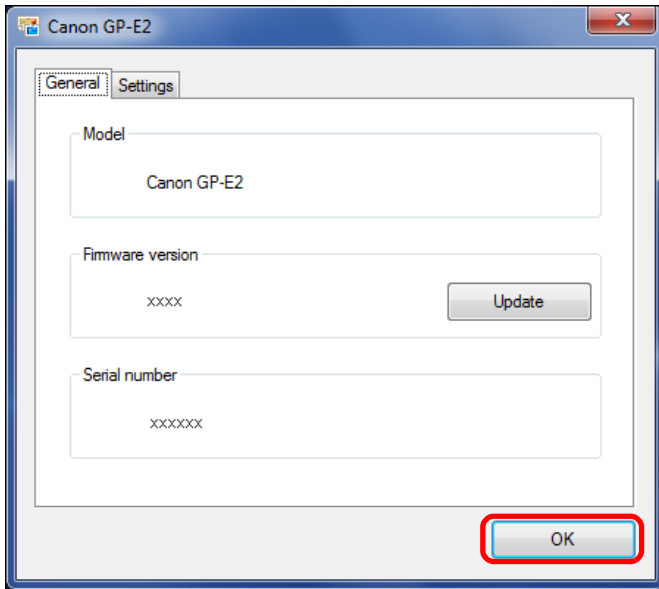 Canon GP-E2
General Settings
Model
Canon GP-E2
Firmware version
xxxx Update
Serial number
xxxxxx
OK